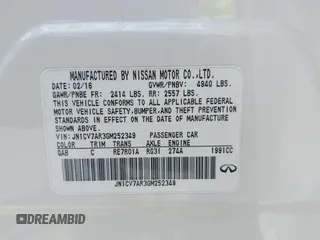 MANUFACTURED BY NISSAN MOTOR CO.,LTD.
DATE: 02/16 GVWR/PNBV: 4940 LBS.
GAWR/PNBE FR: 2414 LBS. RR: 2557 LBS.
THIS VEHICLE CONFORMS TO ALL APPLICABLE
FEDERAL MOTOR VEHICLE SAFETY,BUMPER,AND THEFT
PREVENTION STANDARDS IN EFFECT ON THE DATE OF
MANUFACTURE SHOWN ABOVE.
VIN: JN1CV7AR3GM252349 PASSENGER CAR
COLOR TRIM TRANS AXLE ENGINE
QAB C RE7R01A RG31 274A 1991CC
JN1CV7AR3GM252349
INFINITI
DREAMBID